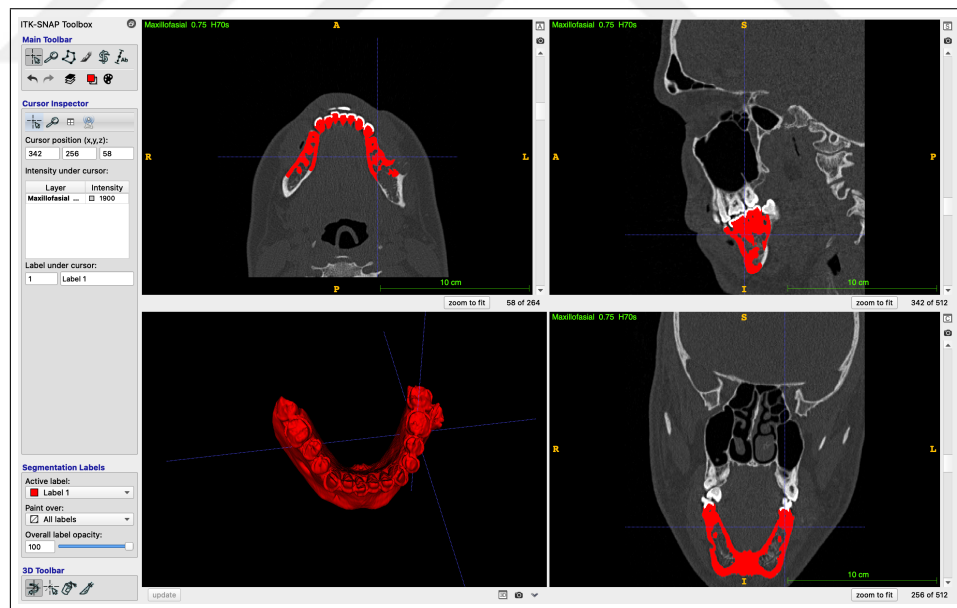 ITK-SNAP Toolbox
Main Toolbar
Ab
Cursor Inspector
Cursor position (x,y,z):
342 256 58
Intensity under cursor:
Layer Intensity
Maxillofasial ... 1900
Label under cursor:
1 Label 1
Segmentation Labels
Active label:
Label 1
Paint over:
All labels
Overall label opacity:
100
3D Toolbar
Maxillofasial 0.75 H70s
A
A
R
L
P
10 cm
zoom to fit 58 of 264
Maxillofasial 0.75 H70s
S
S
A
P
I
10 cm
zoom to fit 342 of 512
update
Maxillofasial 0.75 H70s
S
C
R
L
I
10 cm
zoom to fit 256 of 512